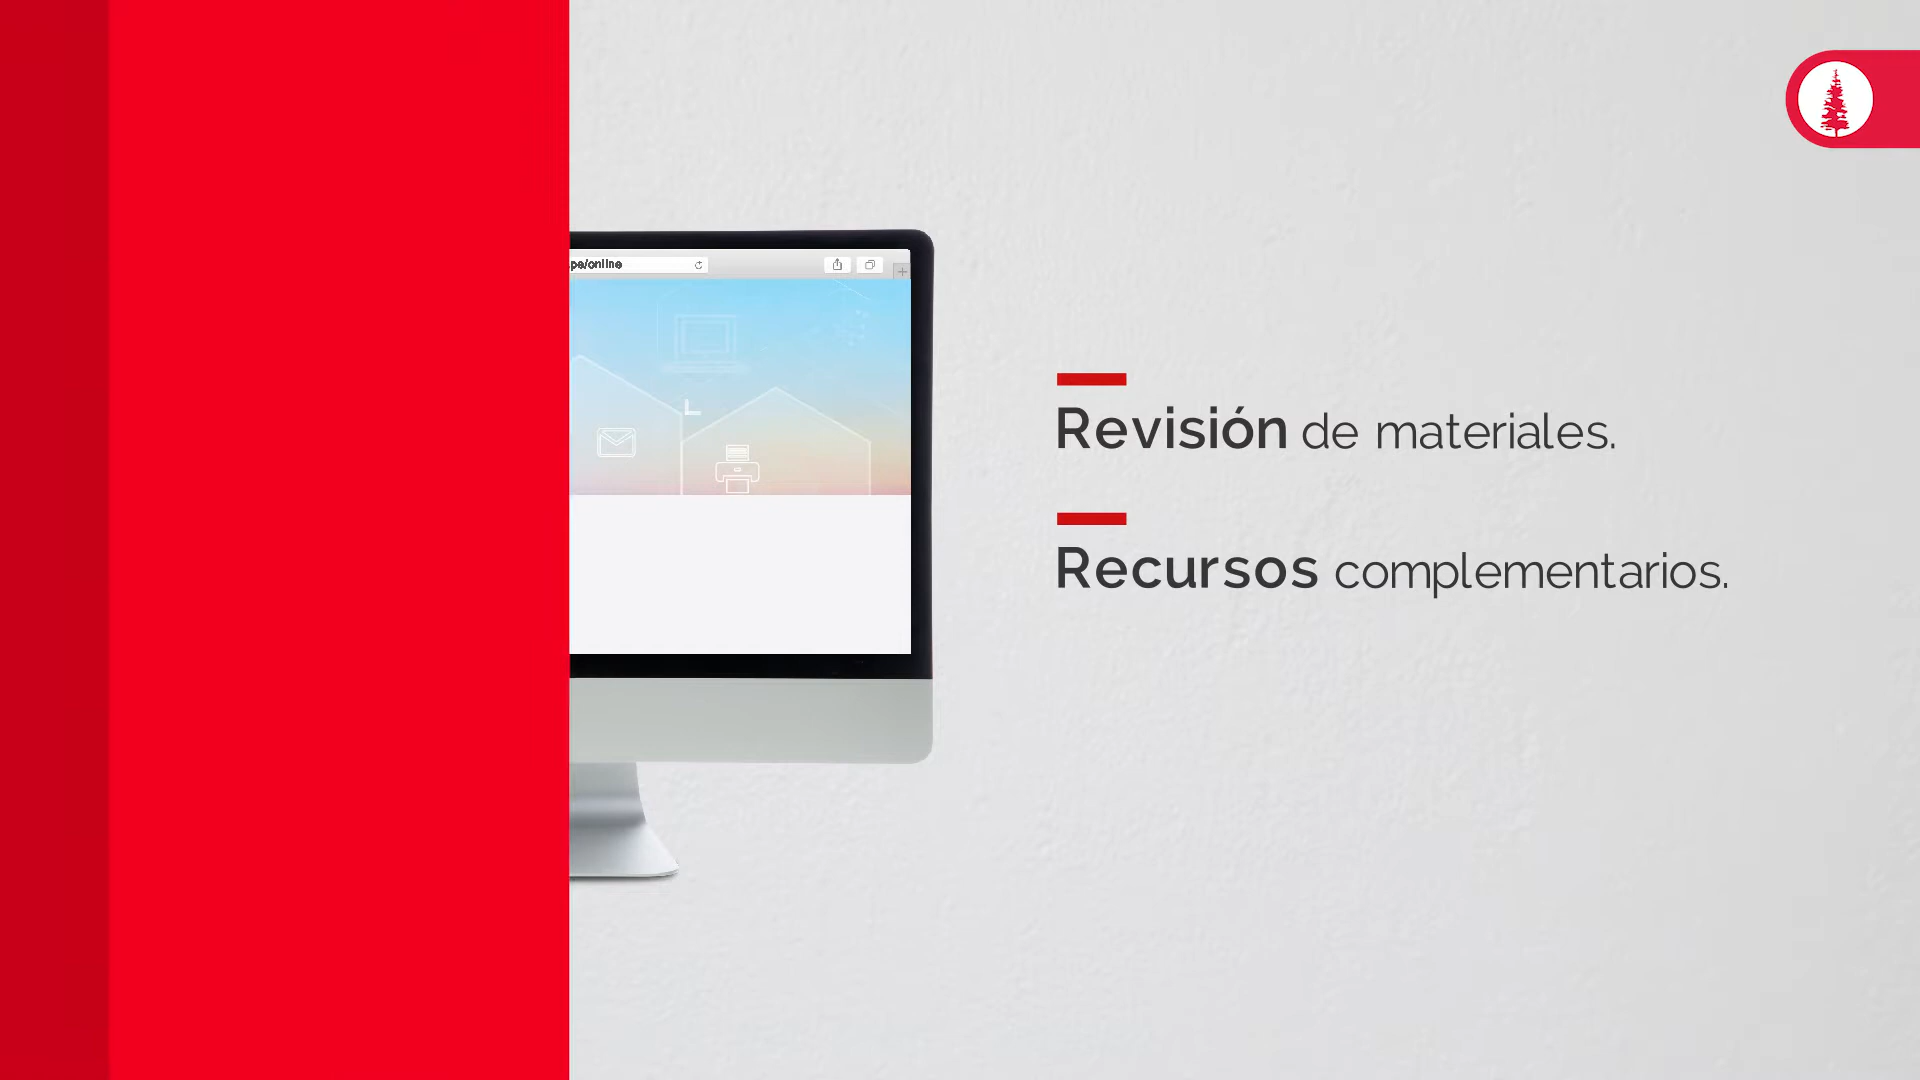 pe/online
Revisión de materiales.
Recursos complementarios.